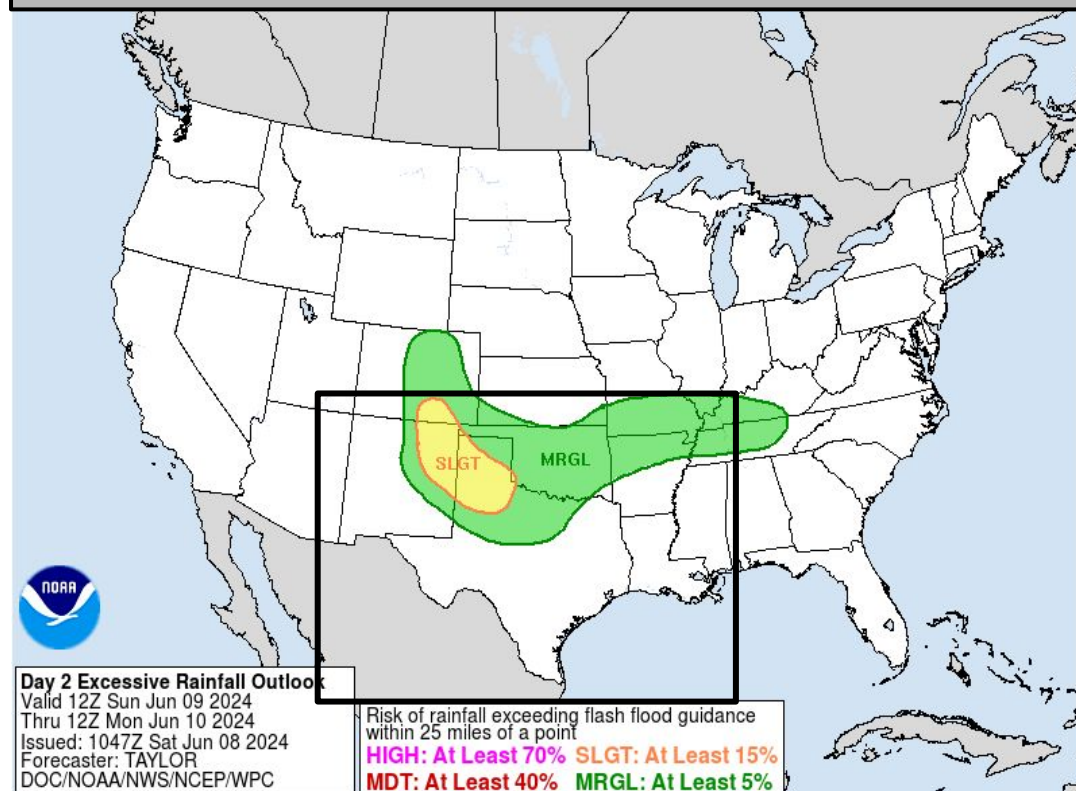 SLGT
MRGL
NOAA
Day 2 Excessive Rainfall Outlook
Valid 12Z Sun Jun 09 2024
Thru 12Z Mon Jun 10 2024
Issued: 1047Z Sat Jun 08 2024
Forecaster: TAYLOR
DOC/NOAA/NWS/NCEP/WPC
Risk of rainfall exceeding flash flood guidance
within 25 miles of a point
HIGH: At Least 70% SLGT: At Least 15%
MDT: At Least 40% MRGL: At Least 5%